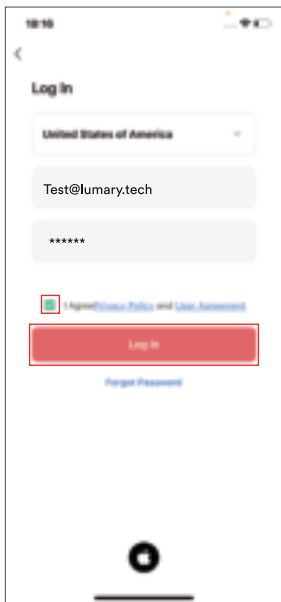 18:16
Log In
United States of America
Test@lumary.tech
******
I Agree Privacy Policy and User Agreement
Log In
Forgot Password